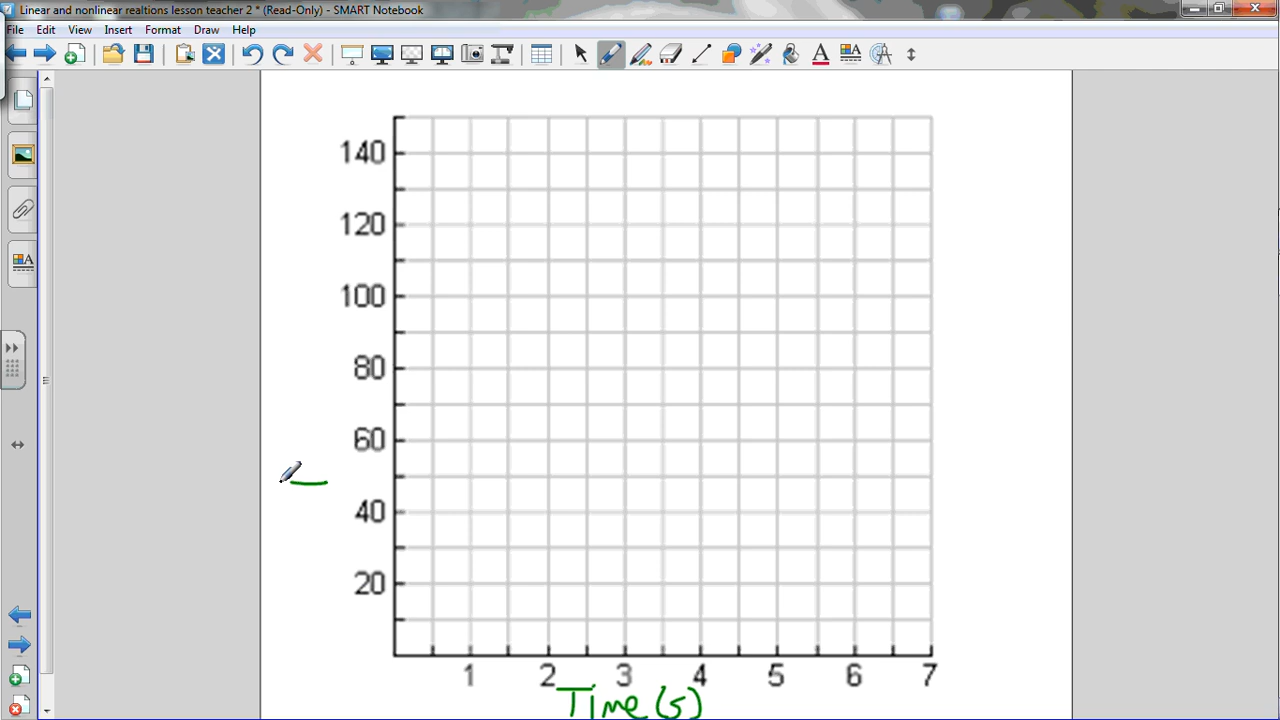 Linear and nonlinear realtions lesson teacher 2 * (Read-Only) - SMART Notebook
File Edit View Insert Format Draw Help
140
120
100
80
60
40
20
1 2 3 4 5 6 7
Time (s)